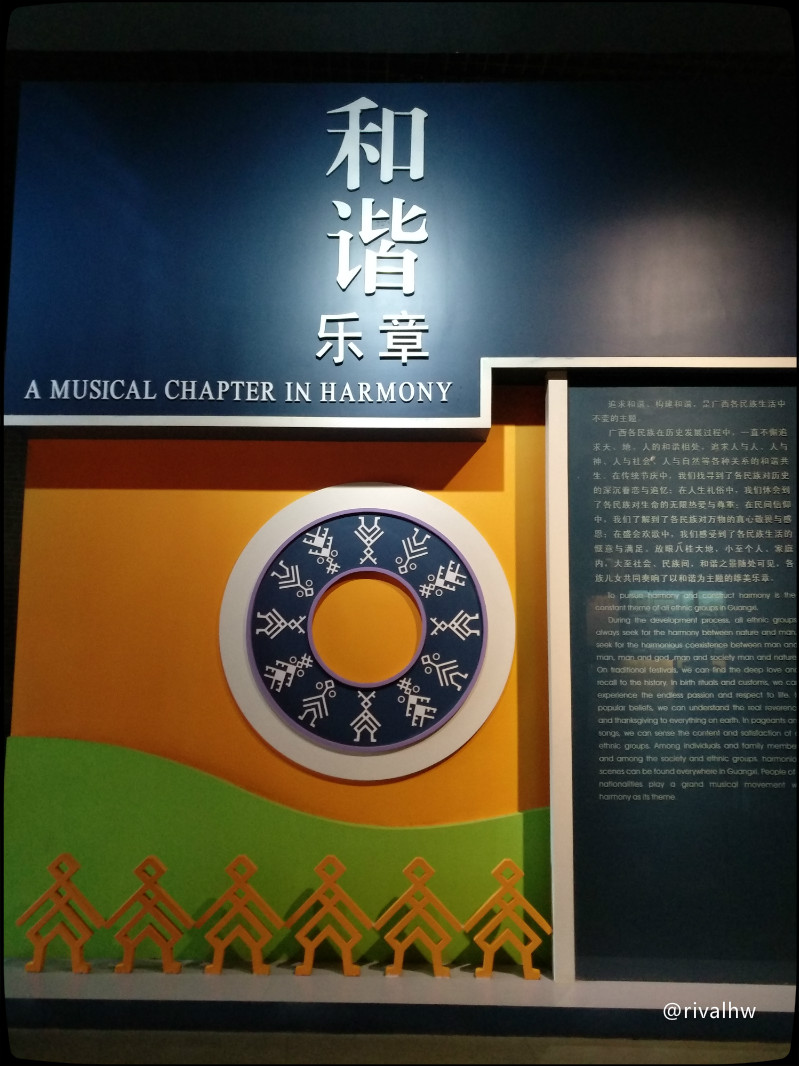 和
谐
乐章
A MUSICAL CHAPTER IN HARMONY
追求和谐，构建和谐，是广西各民族生活中
不变的主题。
广西各民族在历史发展过程中，一直不懈追
求天、地、人的和谐相处，追求人与人、人与
神、人与社会、人与自然等各种关系的和谐共
生。在传统节庆中，我们找寻到了各民族对历史
的深沉眷恋与追忆；在人生礼俗中，我们体会到
了各民族对生命的无限热爱与尊重；在民间信仰
中，我们了解到了各民族对万物的真心敬畏与感
恩；在盛会欢歌中，我们感受到了各民族生活的
惬意与满足。放眼八桂大地，小至个人、家庭
内，大至社会、民族间，和谐之景随处可见，各
族儿女共同奏响了以和谐为主题的雄美乐章。
To pursue harmony and construct harmony is the
constant theme of all ethnic groups in Guangxi.
During the development process, all ethnic groups
always seek for the harmony between nature and man,
seek for the harmonious coexistence between man and
man, man and god, man and society man and nature.
On traditional festivals, we can find the deep love and
recall to the history. In birth rituals and customs, we can
experience the endless passion and respect to life. I
popular beliefs, we can understand the real reverenc
and thanksgiving to everything on earth. In pageants an
songs, we can sense the content and satisfaction of
ethnic groups. Among individuals and family membe
and among the society and ethnic groups, harmonio
scenes can be found everywhere in Guangxi. People of
nationalities play a grand musical movement w
harmony as its theme.
@rivalhw